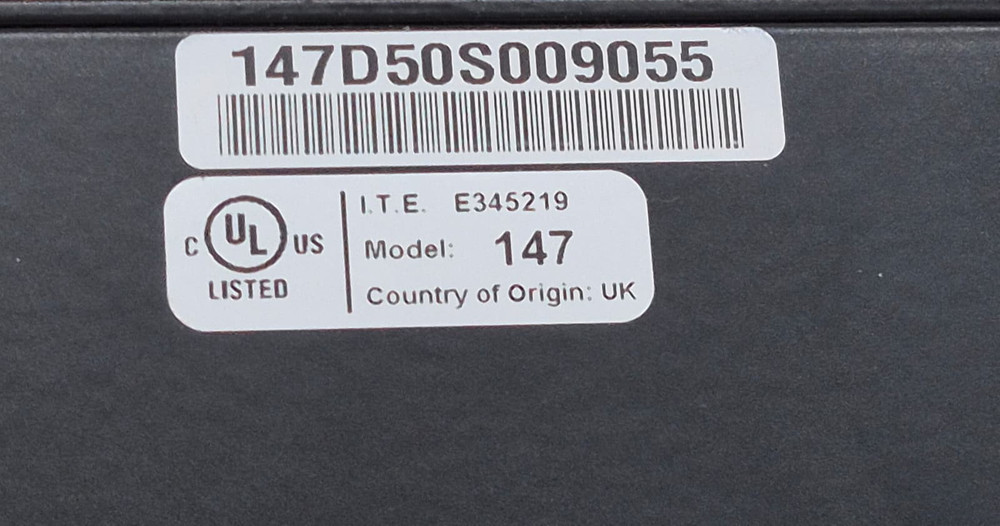 147D50S009055
I.T.E. E345219
C UL US
Model: 147
LISTED
Country of Origin: UK